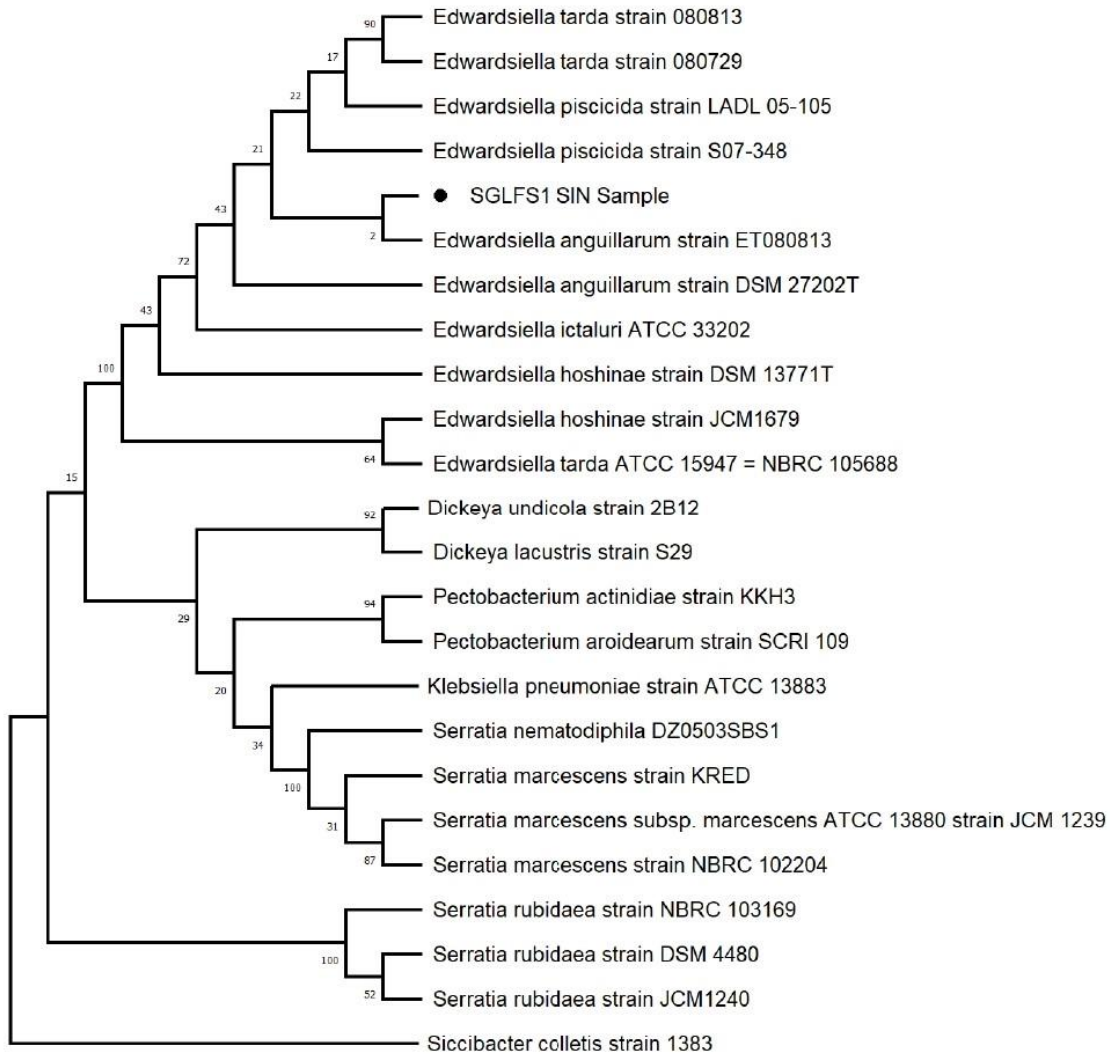 Edwardsiella tarda strain 080813
90
Edwardsiella tarda strain 080729
17
Edwardsiella piscicida strain LADL 05-105
22
Edwardsiella piscicida strain S07-348
21
SGLFS1 SIN Sample
43
2
Edwardsiella anguillarum strain ET080813
72
Edwardsiella anguillarum strain DSM 27202T
43
Edwardsiella ictaluri ATCC 33202
100
Edwardsiella hoshinae strain DSM 13771T
Edwardsiella hoshinae strain JCM1679
64
Edwardsiella tarda ATCC 15947 = NBRC 105688
15
Dickeya undicola strain 2B12
92
Dickeya lacustris strain S29
94
Pectobacterium actinidiae strain KKH3
29
Pectobacterium aroidearum strain SCRI 109
20
Klebsiella pneumoniae strain ATCC 13883
34
Serratia nematodiphila DZ0503SBS1
100
Serratia marcescens strain KRED
31
Serratia marcescens subsp. marcescens ATCC 13880 strain JCM 1239
87
Serratia marcescens strain NBRC 102204
Serratia rubidaea strain NBRC 103169
100
Serratia rubidaea strain DSM 4480
52
Serratia rubidaea strain JCM1240
Siccibacter colletis strain 1383